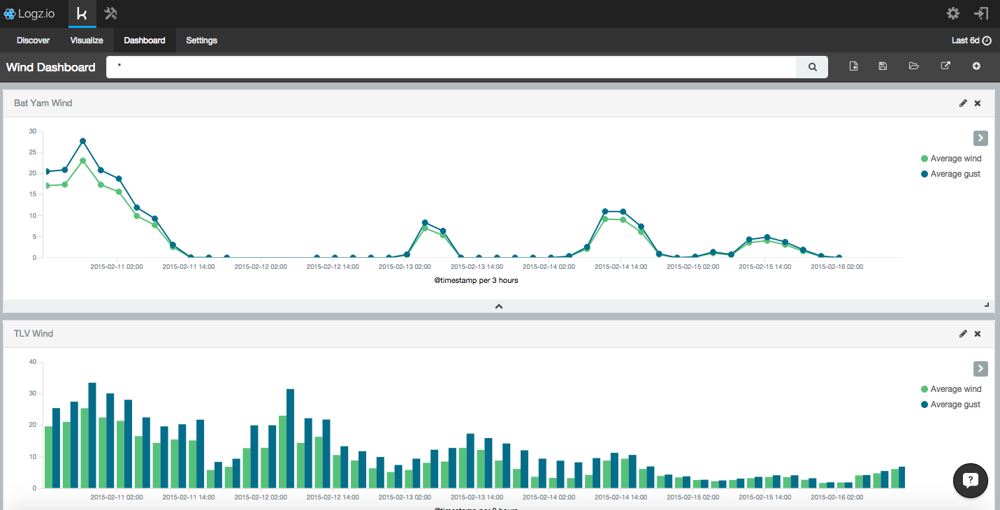 Logz.io
Discover Visualize Dashboard Settings Last 6d
Wind Dashboard *
Bat Yam Wind
30
25
20
15
10
5
0
Average wind
Average gust
2015-02-11 02:00 2015-02-11 14:00 2015-02-12 02:00 2015-02-12 14:00 2015-02-13 02:00 2015-02-13 14:00 2015-02-14 02:00 2015-02-14 14:00 2015-02-15 02:00 2015-02-15 14:00 2015-02-16 02:00
@timestamp per 3 hours
TLV Wind
40
30
20
10
0
Average wind
Average gust
2015-02-11 02:00 2015-02-11 14:00 2015-02-12 02:00 2015-02-12 14:00 2015-02-13 02:00 2015-02-13 14:00 2015-02-14 02:00 2015-02-14 14:00 2015-02-15 02:00 2015-02-15 14:00 2015-02-16 02:00
@timestamp per 3 hours